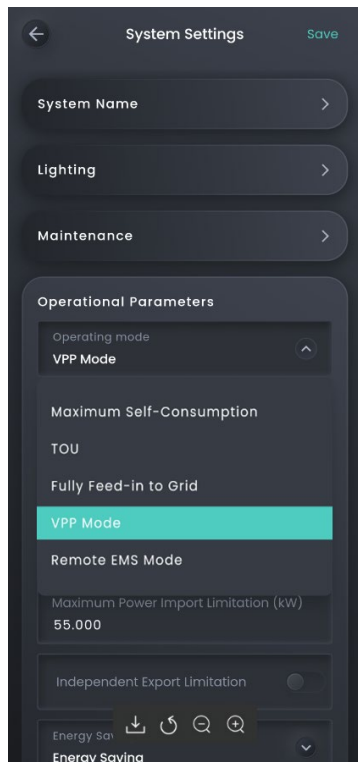 System Settings
Save
System Name
Lighting
Maintenance
Operational Parameters
Operating mode
VPP Mode
Maximum Self-Consumption
TOU
Fully Feed-in to Grid
VPP Mode
Remote EMS Mode
Maximum Power Import Limitation (kW)
55.000
Independent Export Limitation
Energy Sav
Energy Saving